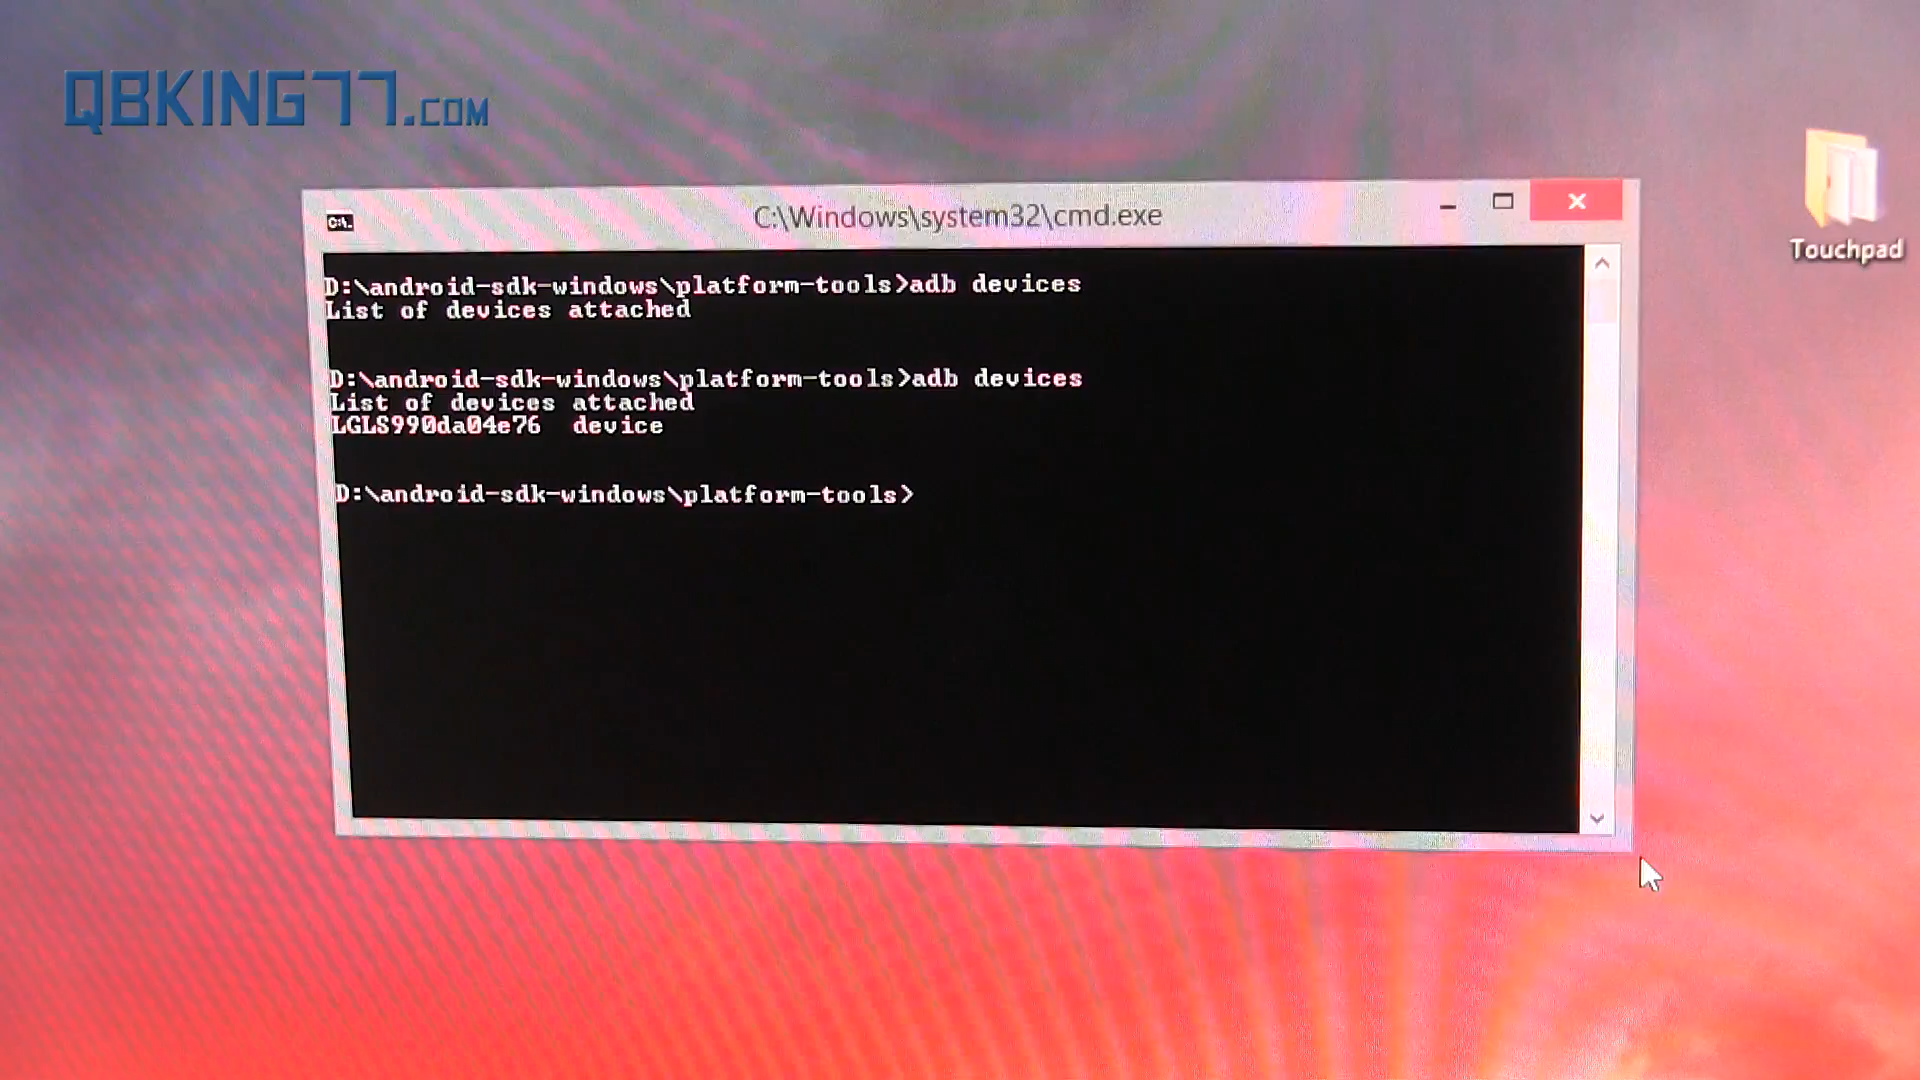 QBKING77.COM
C:\Windows\system32\cmd.exe
C:\.
Touchpad
D:\android-sdk-windows\platform-tools>adb devices
List of devices attached
D:\android-sdk-windows\platform-tools>adb devices
List of devices attached
LGLS990da04e76 device
D:\android-sdk-windows\platform-tools>